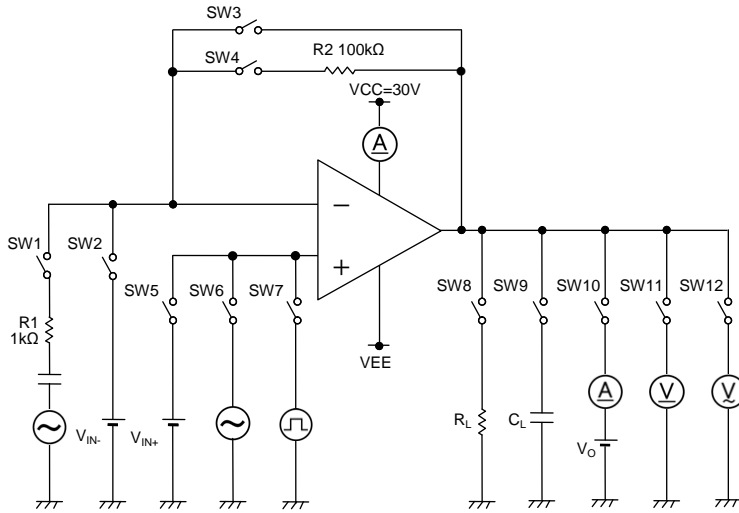 SW3
SW4
R2 100kΩ
VCC=30V
A
−
+
SW1
SW2
SW5
SW6
SW7
SW8
SW9
SW10
SW11
SW12
R1
1kΩ
VEE
A
V
V
~
VIN-
VIN+
RL
CL
VO